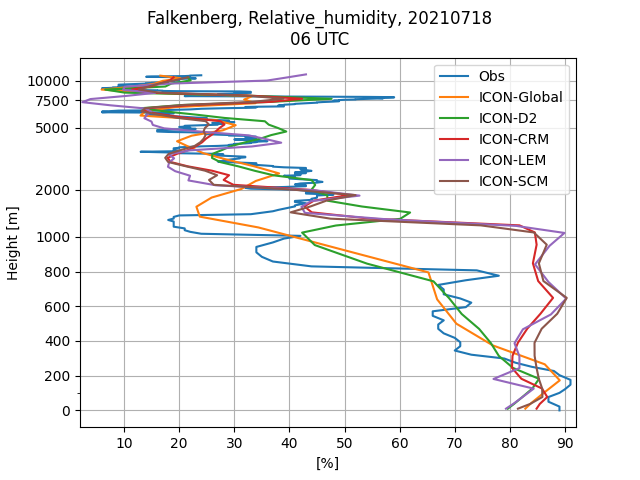 Falkenberg, Relative_humidity, 20210718
06 UTC
Obs
ICON-Global
ICON-D2
ICON-CRM
ICON-LEM
ICON-SCM
Height [m]
10000
7500
5000
2000
1000
800
600
400
200
0
10 20 30 40 50 60 70 80 90
[%]